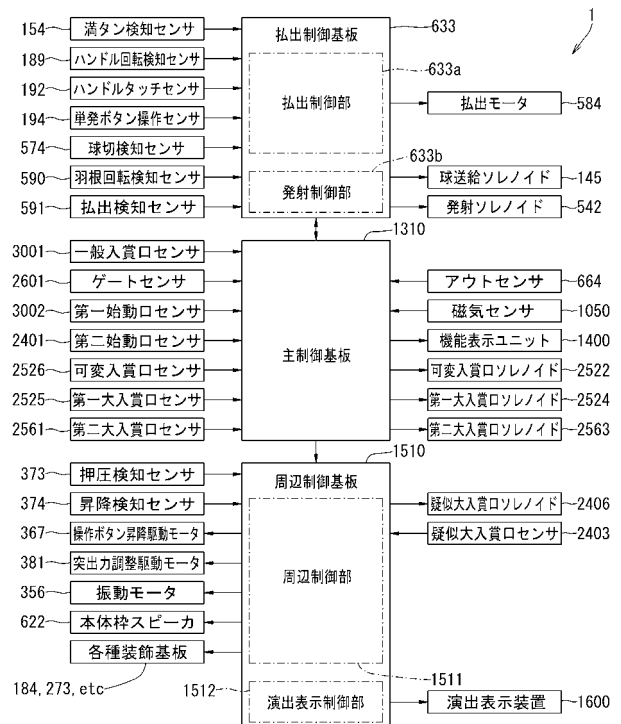 1
154 満タン検知センサ
189 ハンドル回転検知センサ
192 ハンドルタッチセンサ
194 単発ボタン操作センサ
574 球切検知センサ
590 羽根回転検知センサ
591 払出検知センサ
払出制御基板 633
633a
払出制御部
633b
発射制御部
払出モータ 584
球送給ソレノイド 145
発射ソレノイド 542
1310
3001 一般入賞口センサ
2601 ゲートセンサ
3002 第一始動口センサ
2401 第二始動口センサ
2526 可変入賞口センサ
2525 第一大入賞口センサ
2561 第二大入賞口センサ
主制御基板
アウトセンサ 664
磁気センサ 1050
機能表示ユニット 1400
可変入賞口ソレノイド 2522
第一大入賞口ソレノイド 2524
第二大入賞口ソレノイド 2563
1510
373 押圧検知センサ
374 昇降検知センサ
367 操作ボタン昇降駆動モータ
381 突出力調整駆動モータ
356 振動モータ
622 本体枠スピーカ
各種装飾基板
184, 273, etc
周辺制御基板
周辺制御部
1511
1512
演出表示制御部
疑似大入賞口ソレノイド 2406
疑似大入賞口センサ 2403
演出表示装置 1600